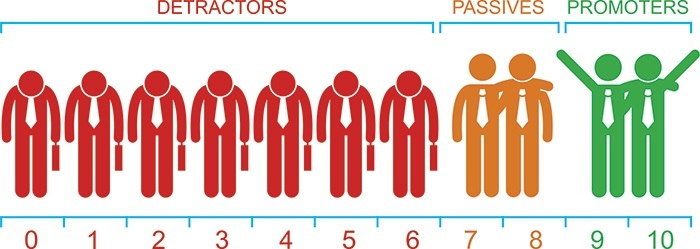 DETRACTORS PASSIVES PROMOTERS
0 1 2 3 4 5 6 7 8 9 10